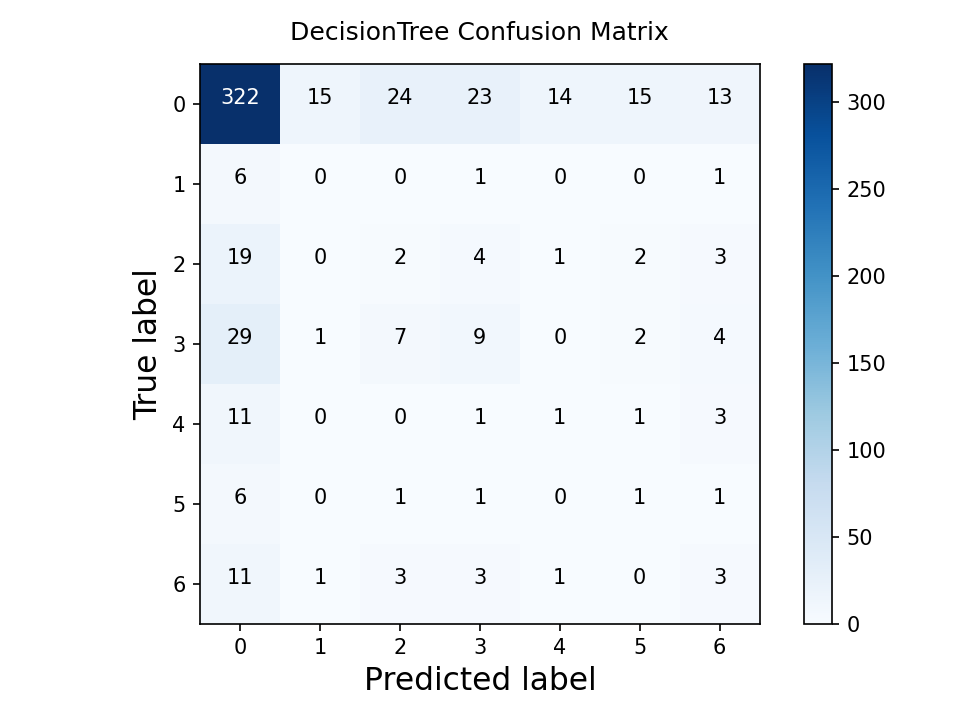 DecisionTree Confusion Matrix
0 322 15 24 23 14 15 13
1 6 0 0 1 0 0 1
2 19 0 2 4 1 2 3
3 29 1 7 9 0 2 4
4 11 0 0 1 1 1 3
5 6 0 1 1 0 1 1
6 11 1 3 3 1 0 3
0 1 2 3 4 5 6
True label
Predicted label
300
250
200
150
100
50
0